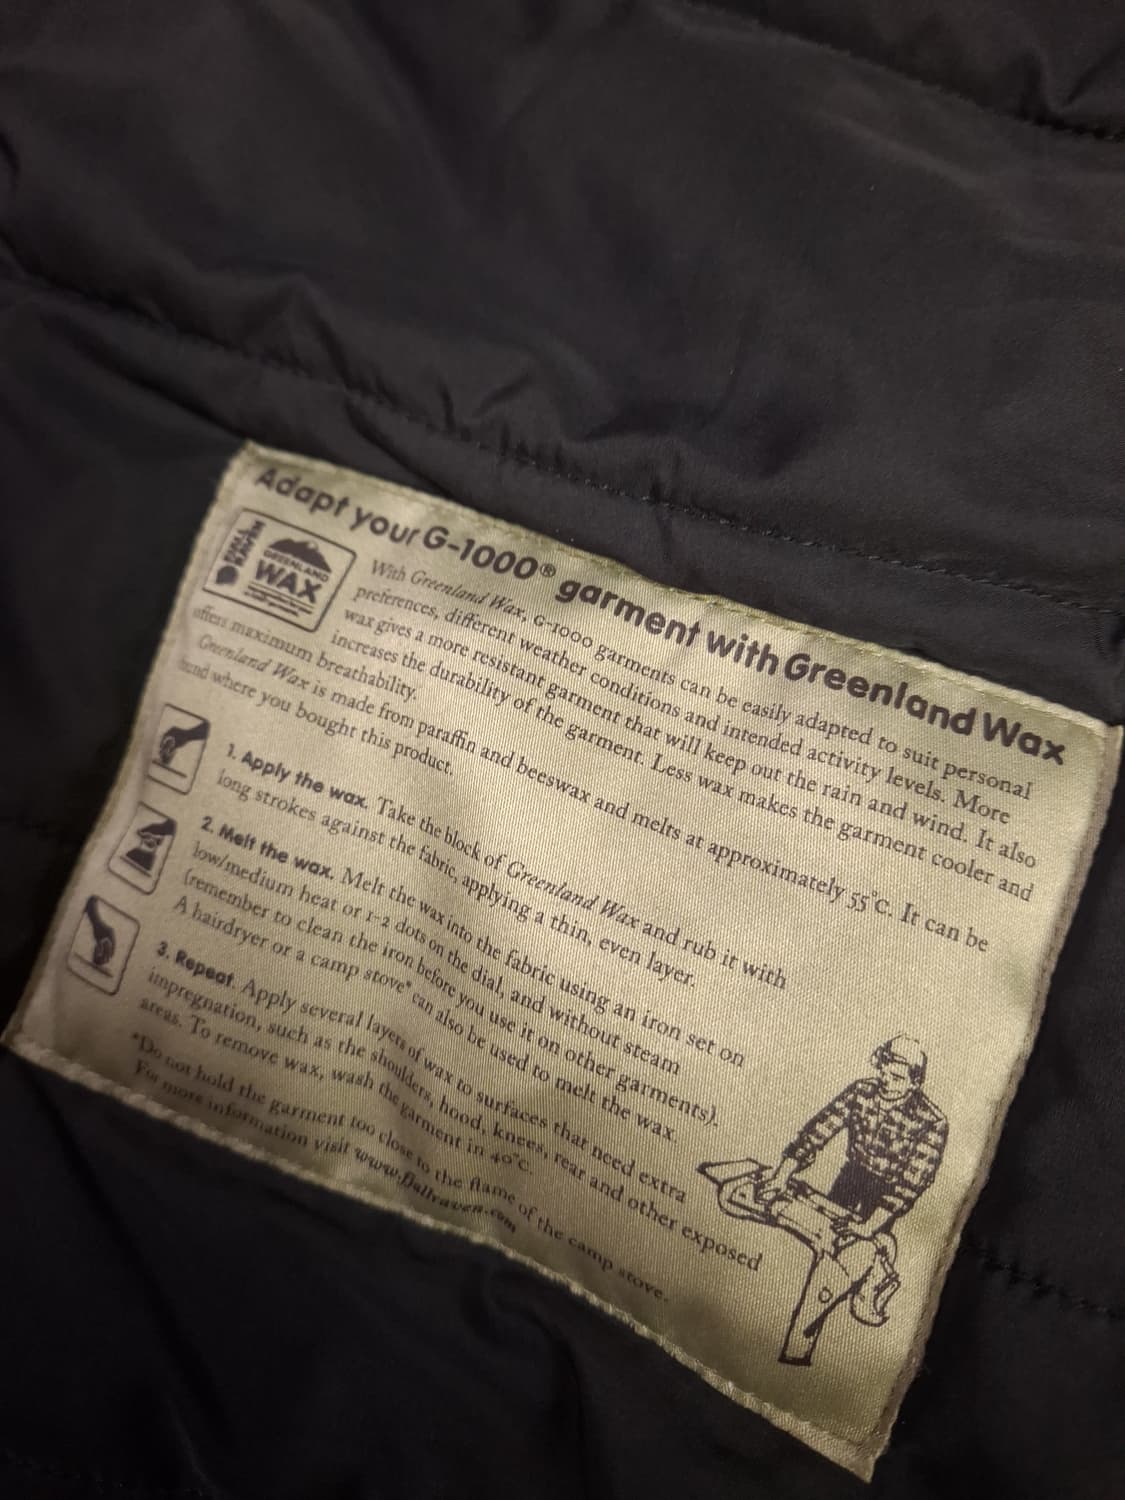 Adapt your G-1000® garment with Greenland Wax
FJÄLL
RÄVEN
GREENLAND
WAX
With Greenland Wax, G-1000 garments can be easily adapted to suit personal
preferences, different weather conditions and intended activity levels. More
wax gives a more resistant garment that will keep out the rain and wind. It also
increases the durability of the garment. Less wax makes the garment cooler and
offers maximum breathability.
Greenland Wax is made from paraffin and beeswax and melts at approximately 55°C. It can be
found where you bought this product.
1. Apply the wax. Take the block of Greenland Wax and rub it with
long strokes against the fabric, applying a thin, even layer.
2. Melt the wax. Melt the wax into the fabric using an iron set on
low/medium heat or 1-2 dots on the dial, and without steam
(remember to clean the iron before you use it on other garments).
A hairdryer or a camp stove* can also be used to melt the wax.
3. Repeat. Apply several layers of wax to surfaces that need extra
impregnation, such as the shoulders, hood, knees, rear and other exposed
areas. To remove wax, wash the garment in 40°C.
*Do not hold the garment too close to the flame of the camp stove.
For more information visit www.fjallraven.com